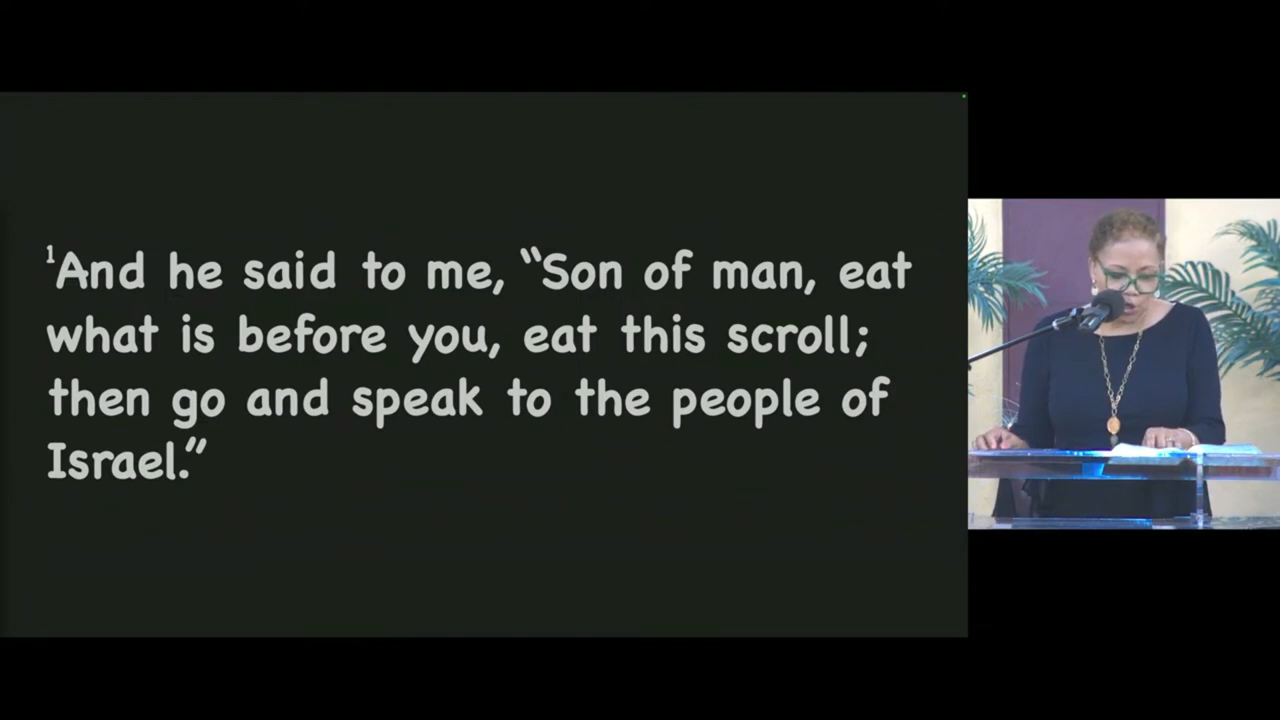 ¹And he said to me, “Son of man, eat
what is before you, eat this scroll;
then go and speak to the people of
Israel.”